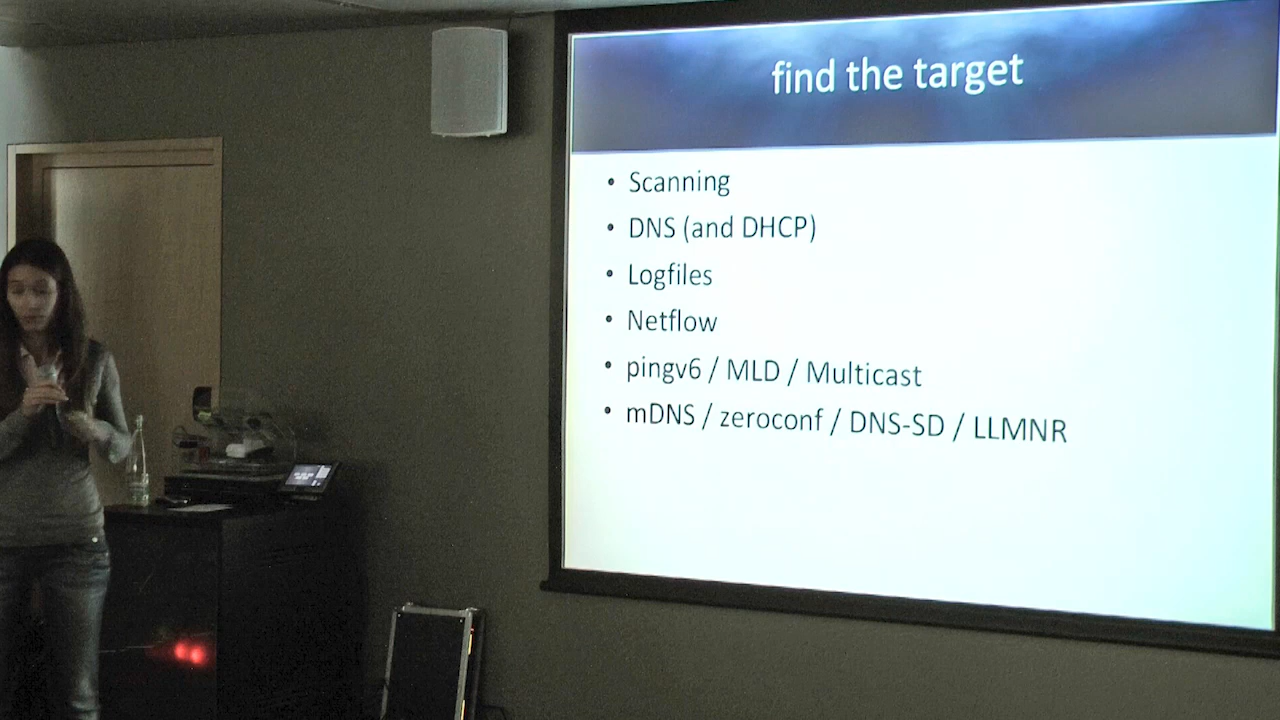 find the target
• Scanning
• DNS (and DHCP)
• Logfiles
• Netflow
• pingv6 / MLD / Multicast
• mDNS / zeroconf / DNS-SD / LLMNR